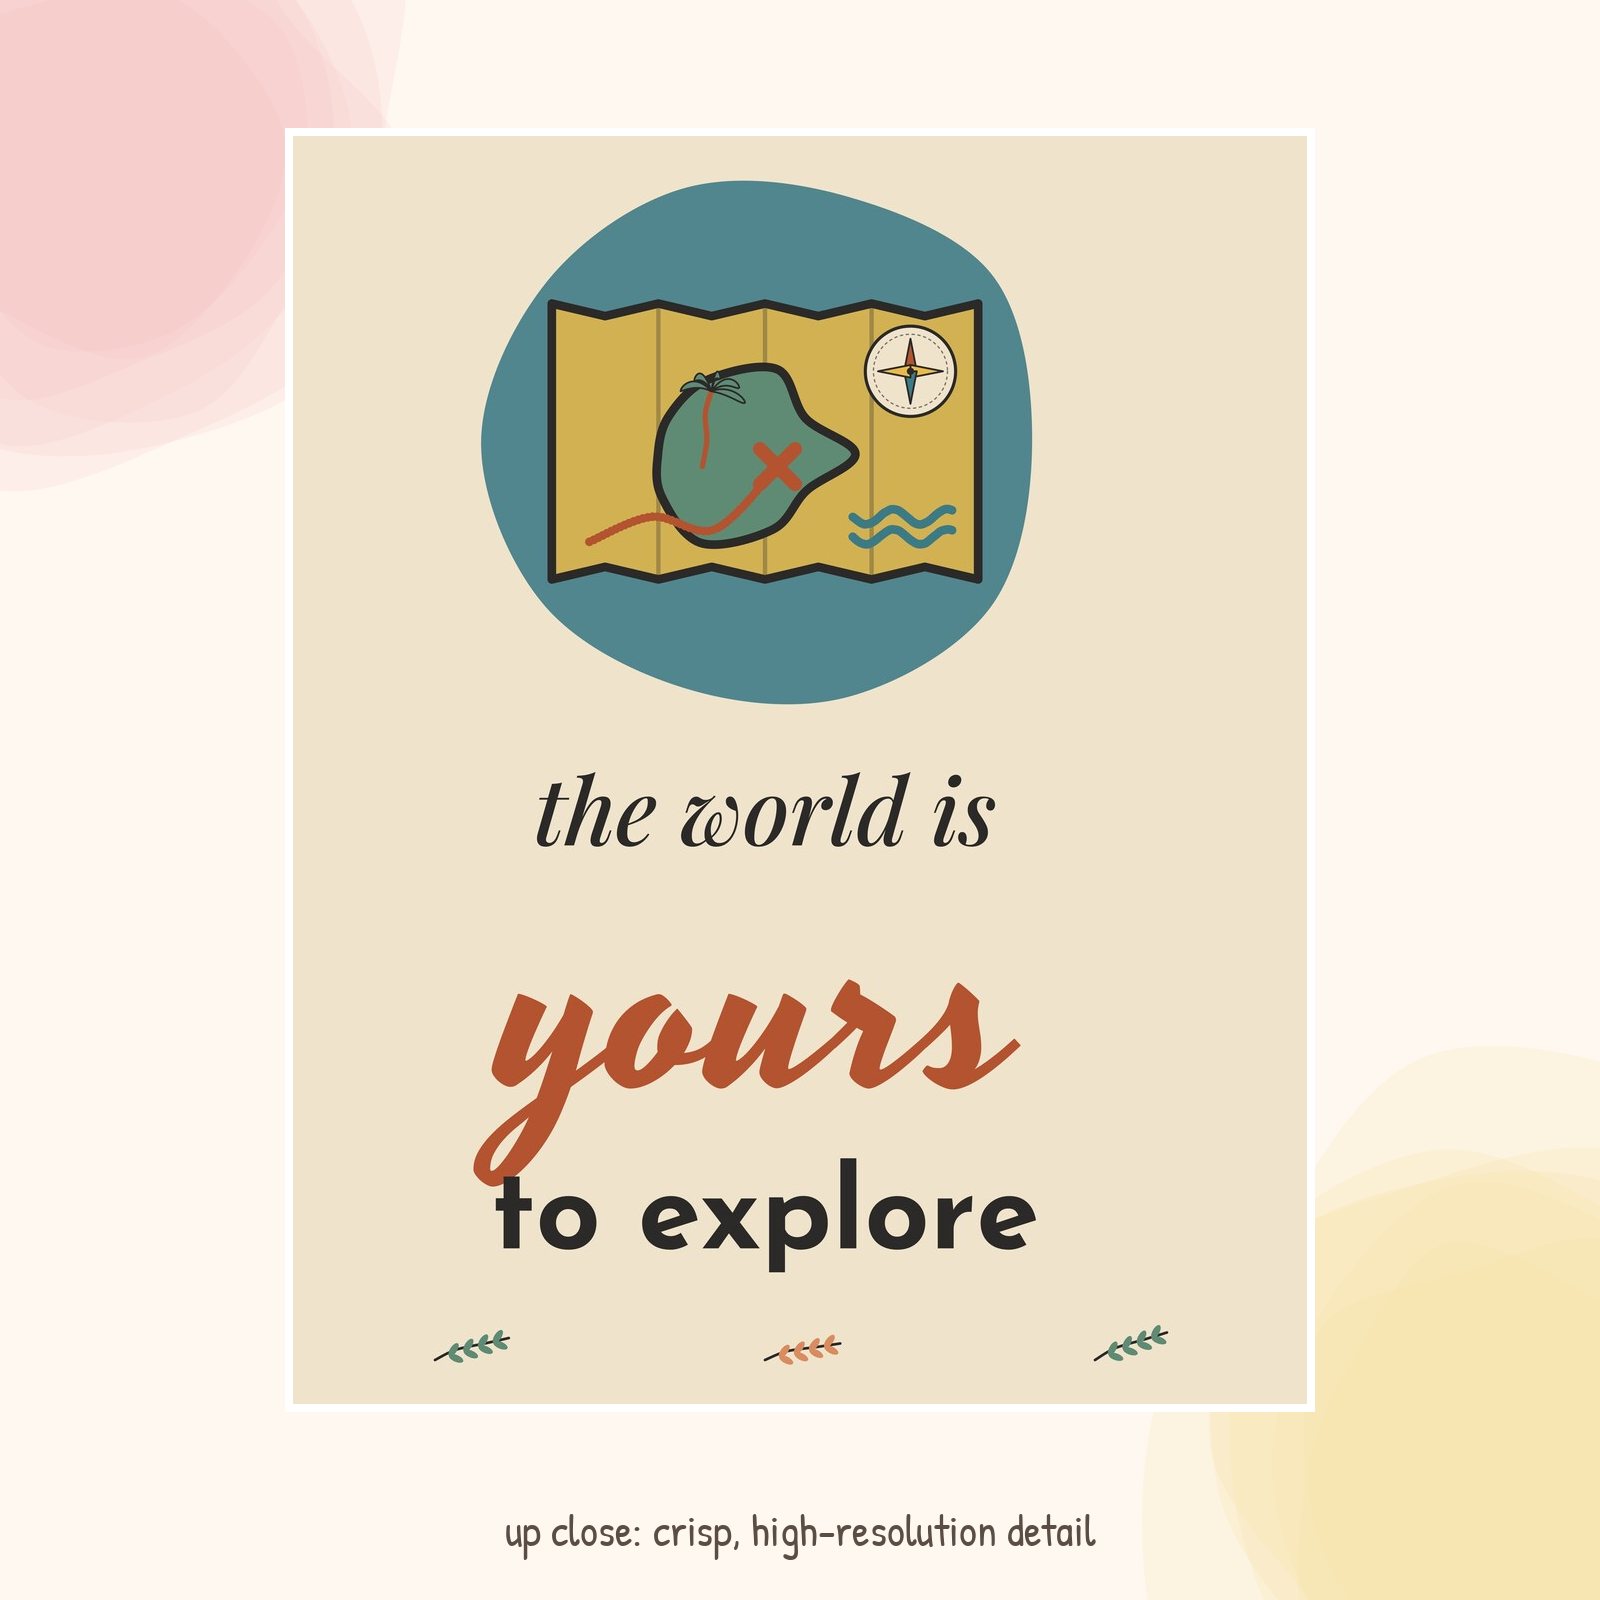 the world is
yours
to explore
up close: crisp, high-resolution detail